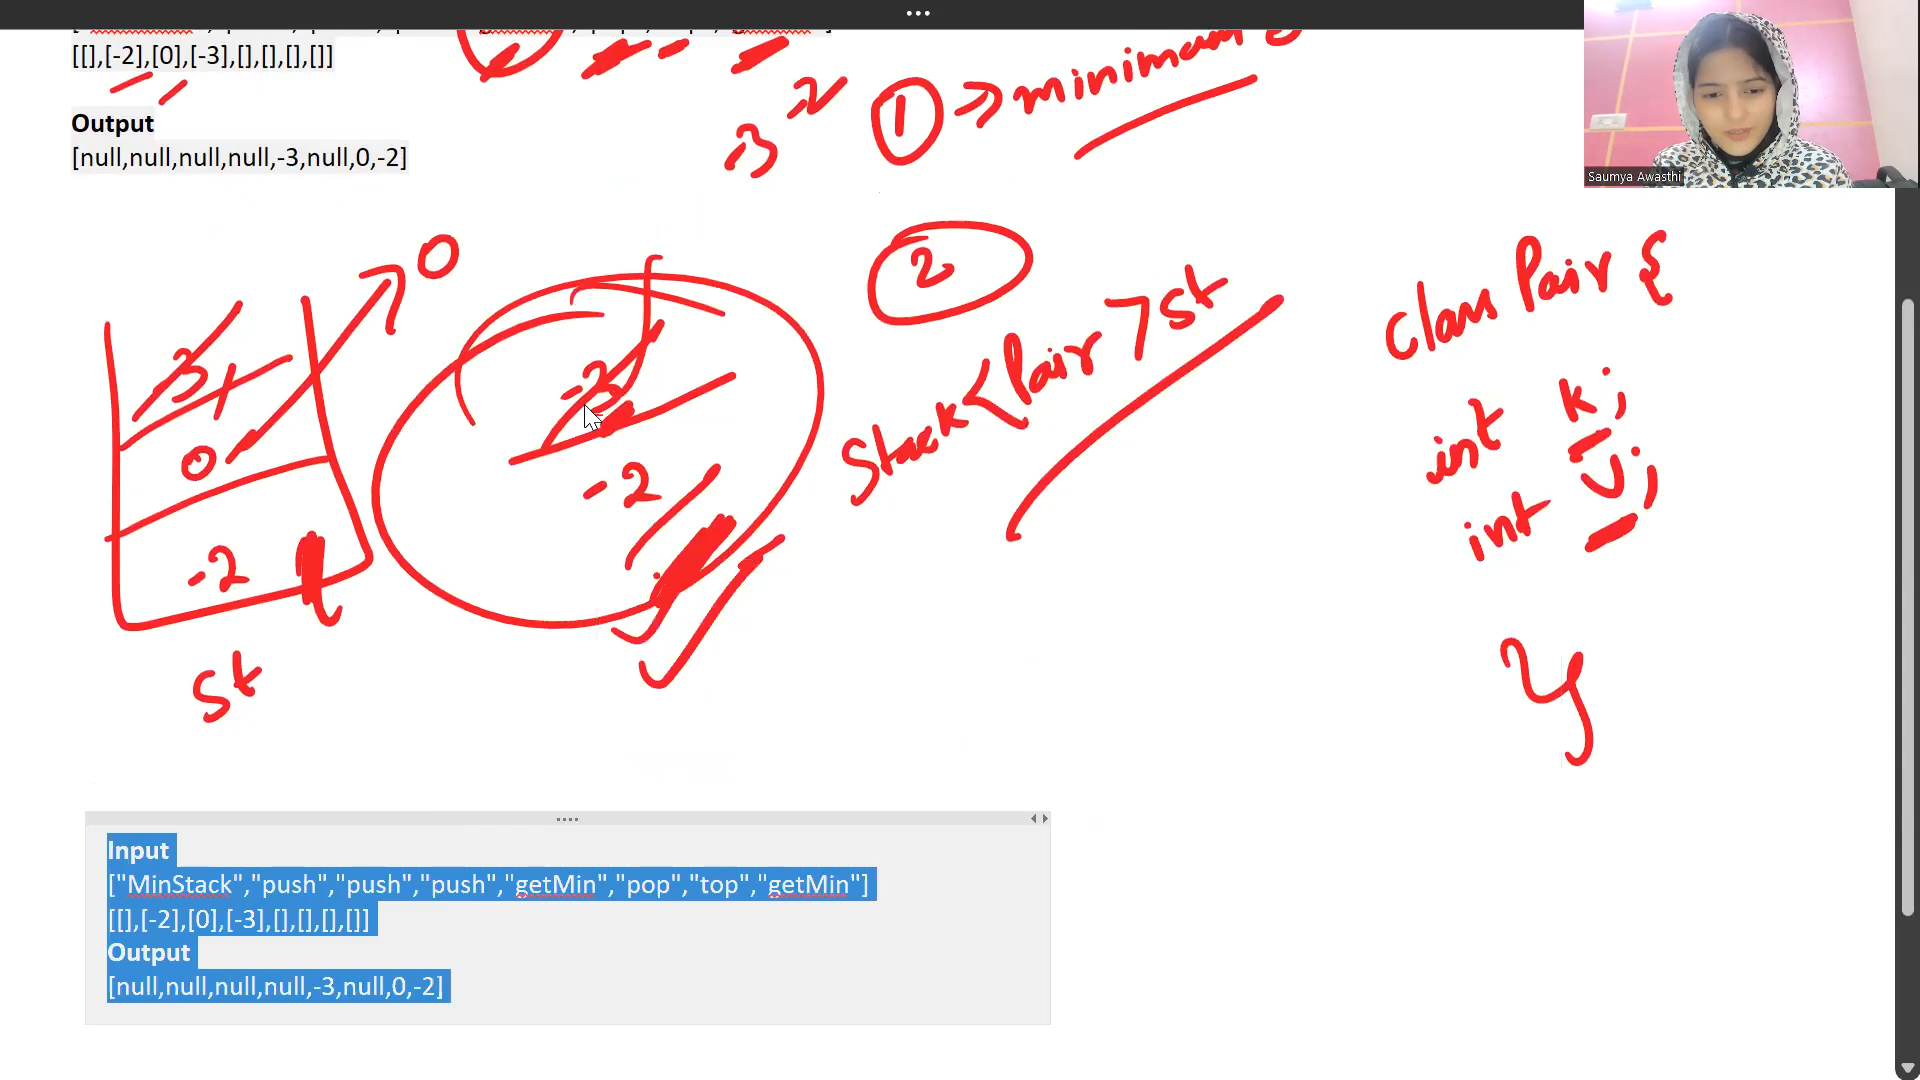 [[],[-2],[0],[-3],[],[],[],[]]
Output
[null,null,null,null,-3,null,0,-2]
-3 -2
1 => minimum
Saumya Awasthi
2
Stack<Pair>st
class Pair {
int k;
int v;
}
-3
0
-2
st
0
-3
-2
Input
["MinStack","push","push","push","getMin","pop","top","getMin"]
[[],[-2],[0],[-3],[],[],[],[]]
Output
[null,null,null,null,-3,null,0,-2]